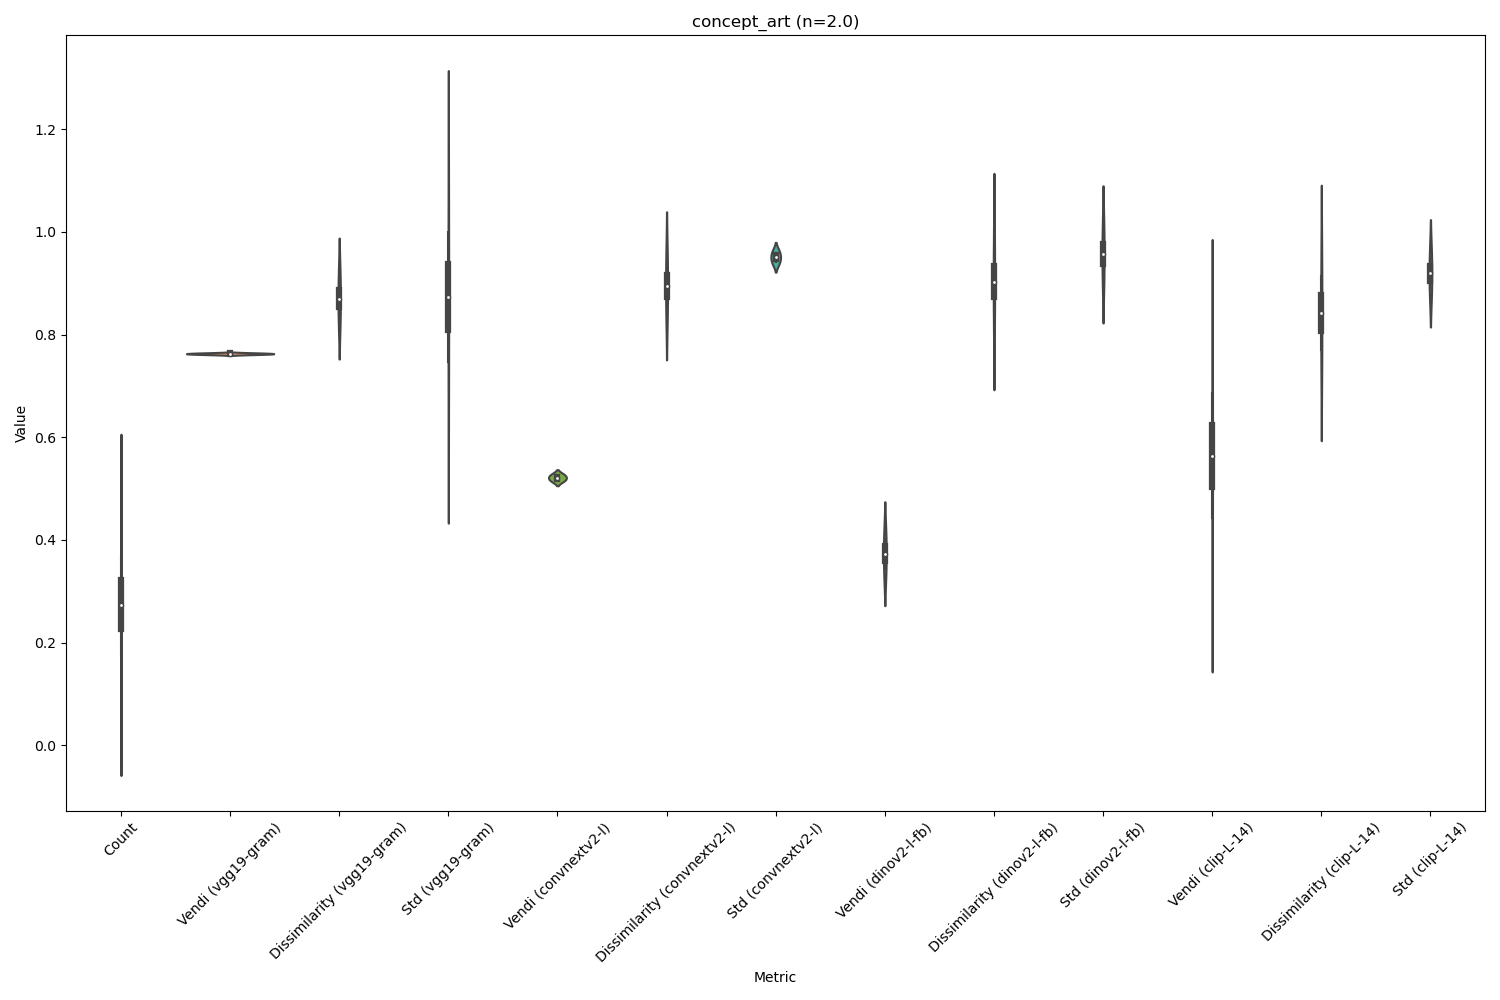 concept_art (n=2.0)
Value
1.2
1.0
0.8
0.6
0.4
0.2
0.0
Count
Vendi (vgg19-gram)
Dissimilarity (vgg19-gram)
Std (vgg19-gram)
Vendi (convnextv2-l)
Dissimilarity (convnextv2-l)
Std (convnextv2-l)
Vendi (dinov2-l-fb)
Dissimilarity (dinov2-l-fb)
Std (dinov2-l-fb)
Vendi (clip-L-14)
Dissimilarity (clip-L-14)
Std (clip-L-14)
Metric